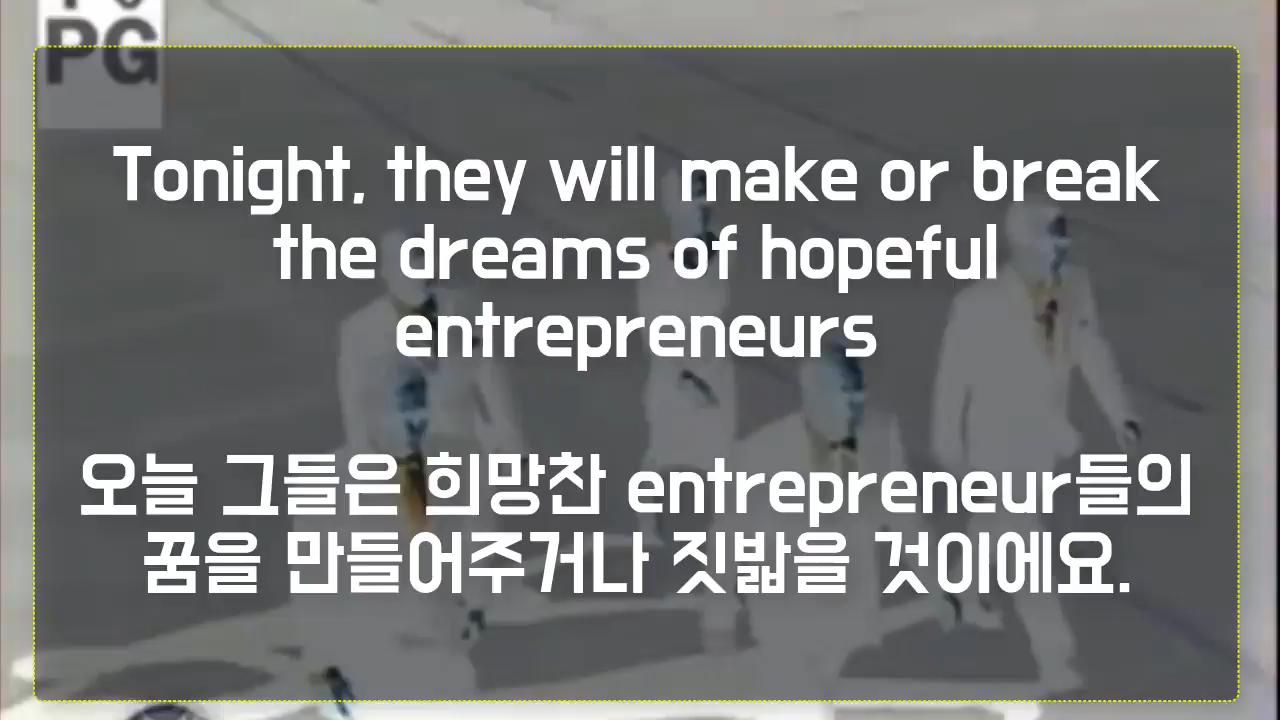 PG
Tonight, they will make or break
the dreams of hopeful
entrepreneurs
오늘 그들은 희망찬 entrepreneur들의
꿈을 만들어주거나 짓밟을 것이에요.